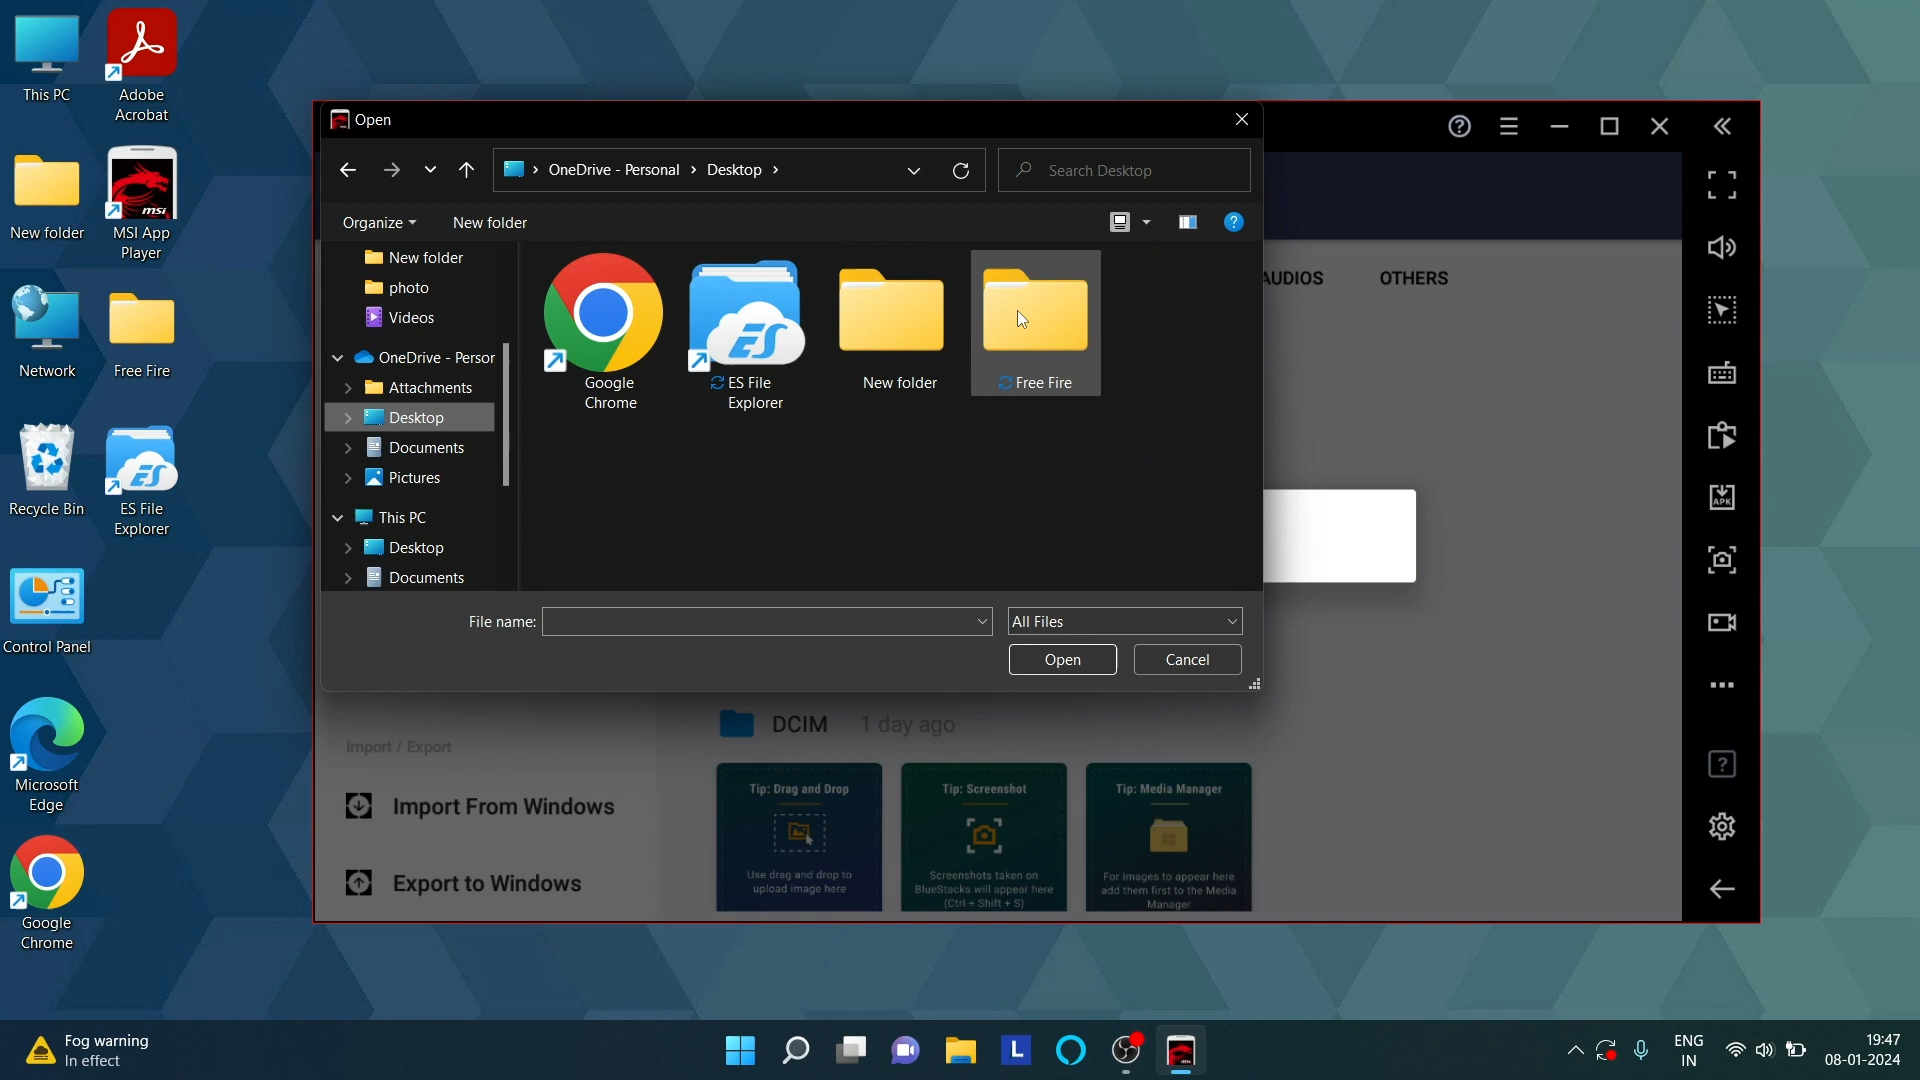 This PC
Adobe
Acrobat
New folder
MSI App
Player
msi
Network
Free Fire
Recycle Bin
ES File
Explorer
Control Panel
Microsoft
Edge
Google
Chrome
Open
OneDrive - Personal
Desktop
Search Desktop
Organize
New folder
New folder
photo
Videos
OneDrive - Persor
Attachments
Desktop
Documents
Pictures
This PC
Desktop
Documents
Google
Chrome
ES File
Explorer
New folder
Free Fire
File name:
All Files
Open
Cancel
AUDIOS
OTHERS
APK
Import / Export
Import From Windows
Export to Windows
DCIM
1 day ago
Tip: Drag and Drop
Use drag and drop to
upload image here
Tip: Screenshot
Screenshots taken on
BlueStacks will appear here
(Ctrl + Shift + S)
Tip: Media Manager
For images to appear here
add them first to the Media
Manager
Fog warning
In effect
L
ENG
IN
19:47
08-01-2024